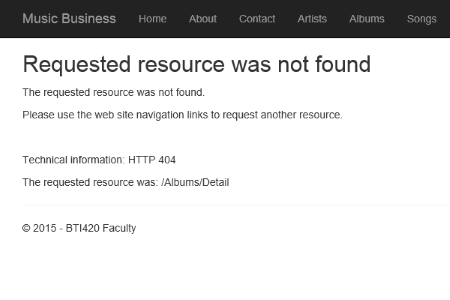 Music Business Home About Contact Artists Albums Songs
Requested resource was not found
The requested resource was not found.
Please use the web site navigation links to request another resource.
Technical information: HTTP 404
The requested resource was: /Albums/Detail
© 2015 - BTI420 Faculty